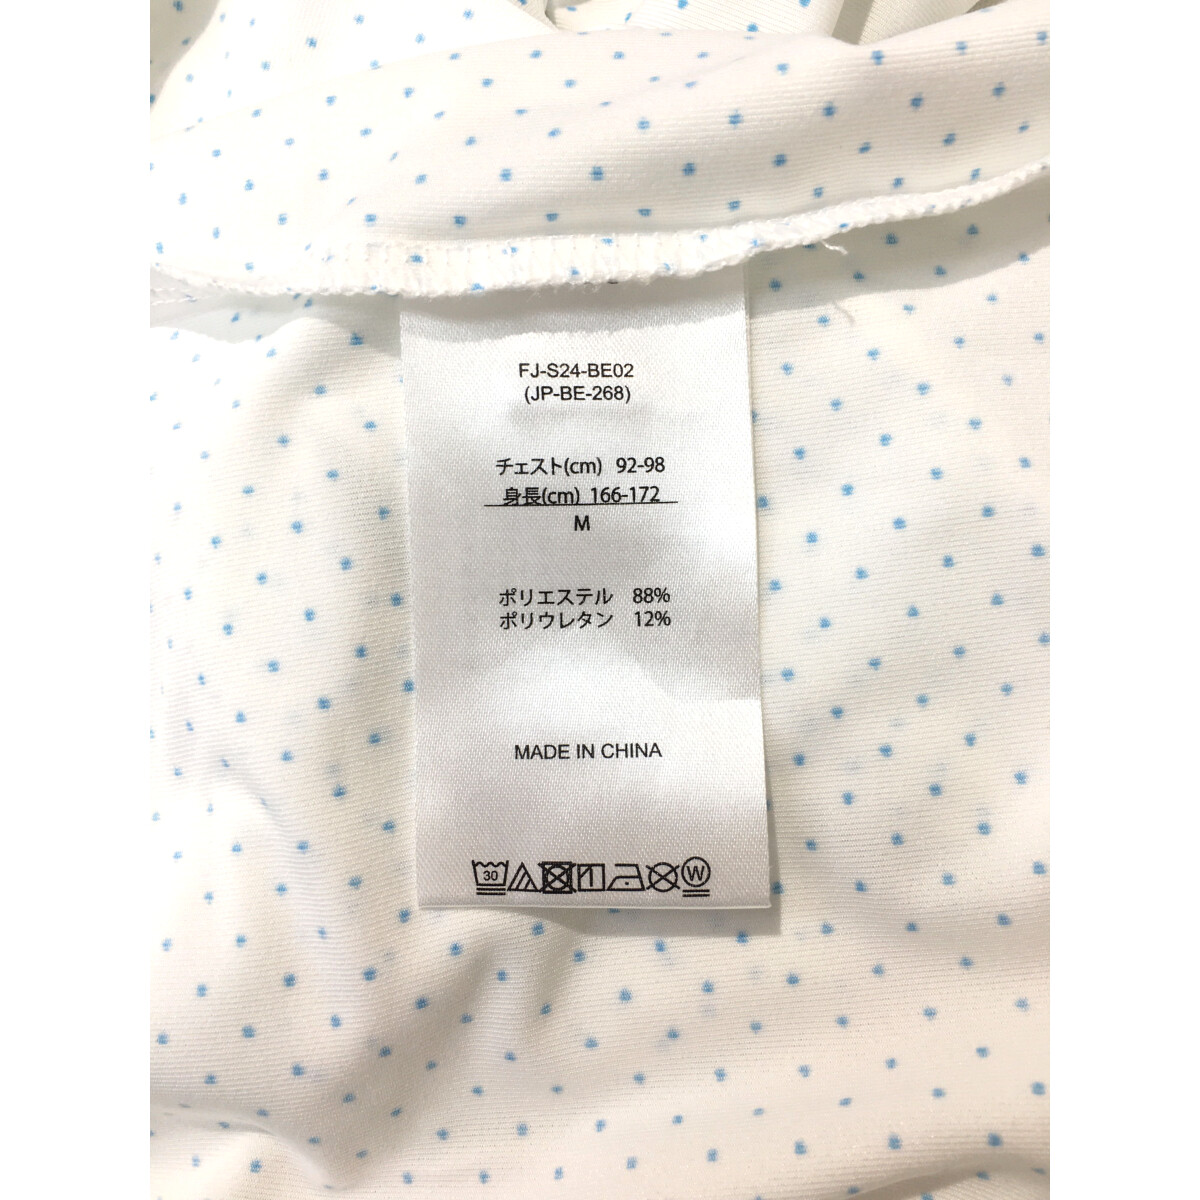 FJ-S24-BE02
(JP-BE-268)
チェスト(cm) 92-98
身長(cm) 166-172
M
ポリエステル 88%
ポリウレタン 12%
MADE IN CHINA
30 W